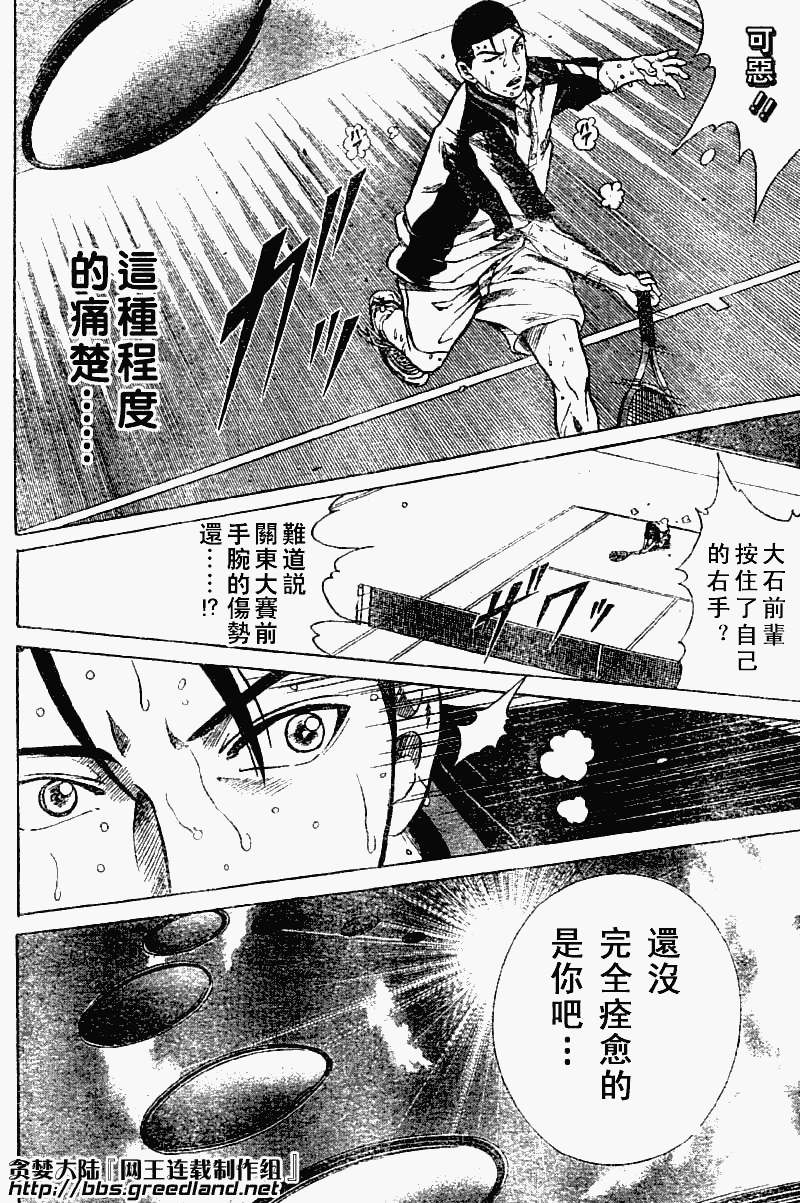 可惡!!
這種程度
的痛楚……
大石前輩
按住了自己
的右手?
難道說
關東大賽前
手腕的傷勢
還……!?
還沒
完全痊愈的
是你吧…
贪婪大陆『网王连载制作组』
http://bbs.greedland.net